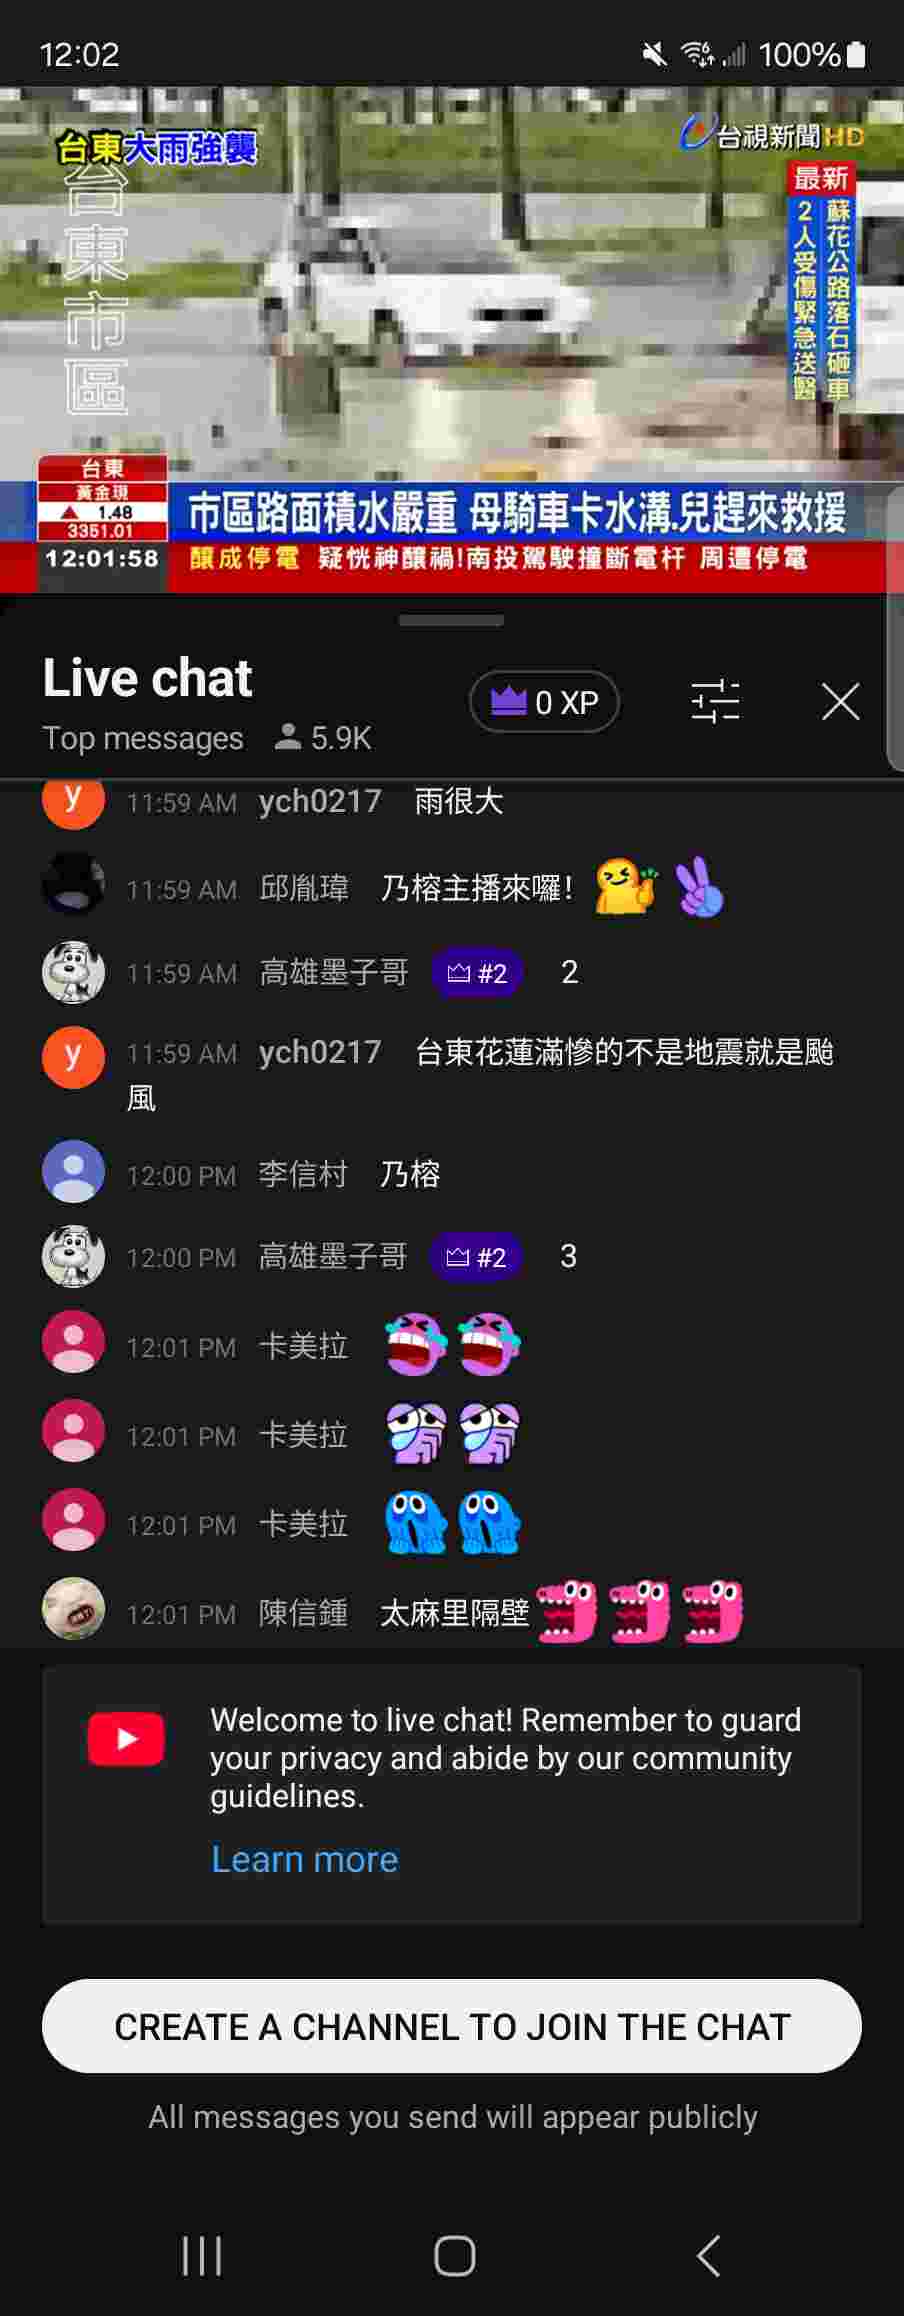 12:02
100%
台東大雨強襲
台視新聞HD
台東市區
最新
蘇花公路落石砸車
2人受傷緊急送醫
台東
黃金現
▲ 1.48
3351.01
市區路面積水嚴重 母騎車卡水溝.兒趕來救援
12:01:58
釀成停電 疑恍神釀禍!南投駕駛撞斷電杆 周遭停電
Live chat
0 XP
Top messages 5.9K
y 11:59 AM ych0217 雨很大
11:59 AM 邱胤瑋 乃榕主播來囉!
11:59 AM 高雄墨子哥 #2 2
y 11:59 AM ych0217 台東花蓮滿慘的不是地震就是颱
風
12:00 PM 李信村 乃榕
12:00 PM 高雄墨子哥 #2 3
12:01 PM 卡美拉
12:01 PM 卡美拉
12:01 PM 卡美拉
12:01 PM 陳信鍾 太麻里隔壁
Welcome to live chat! Remember to guard
your privacy and abide by our community
guidelines.
Learn more
CREATE A CHANNEL TO JOIN THE CHAT
All messages you send will appear publicly